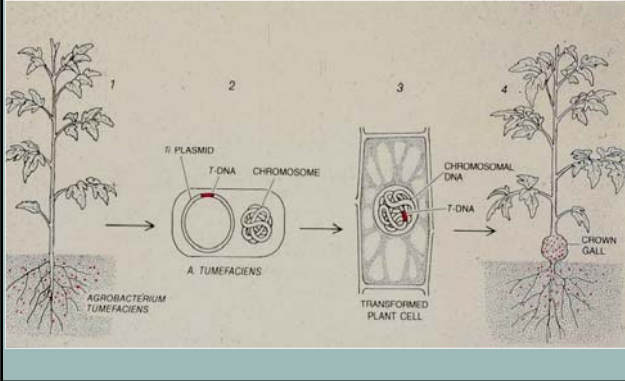 1
2
3
4
Ti PLASMID
T-DNA
CHROMOSOME
A. TUMEFACIENS
AGROBACTERIUM
TUMEFACIENS
CHROMOSOMAL
DNA
T-DNA
TRANSFORMED
PLANT CELL
CROWN
GALL